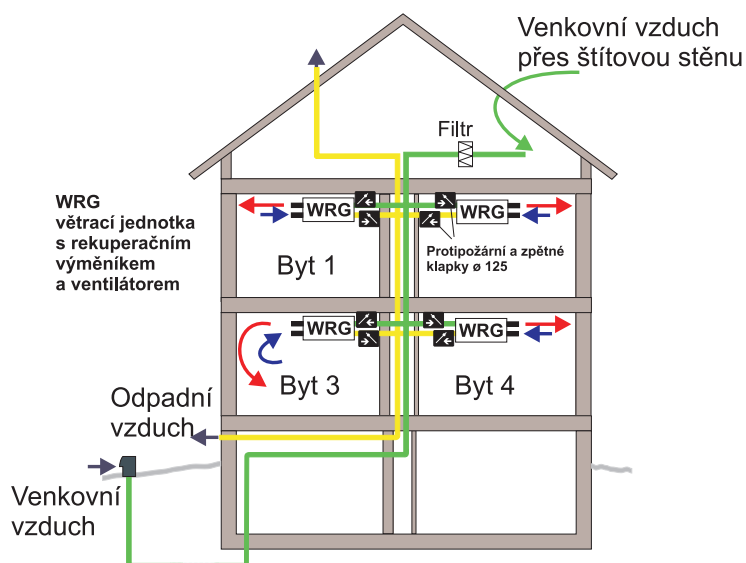 Venkovní vzduch
přes štítovou stěnu
Filtr
WRG
větrací jednotka
s rekuperačním
výměníkem
a ventilátorem
WRG
WRG
Protipožární a zpětné
klapky ø 125
Byt 1
WRG
WRG
Byt 3
Byt 4
Odpadní
vzduch
Venkovní
vzduch